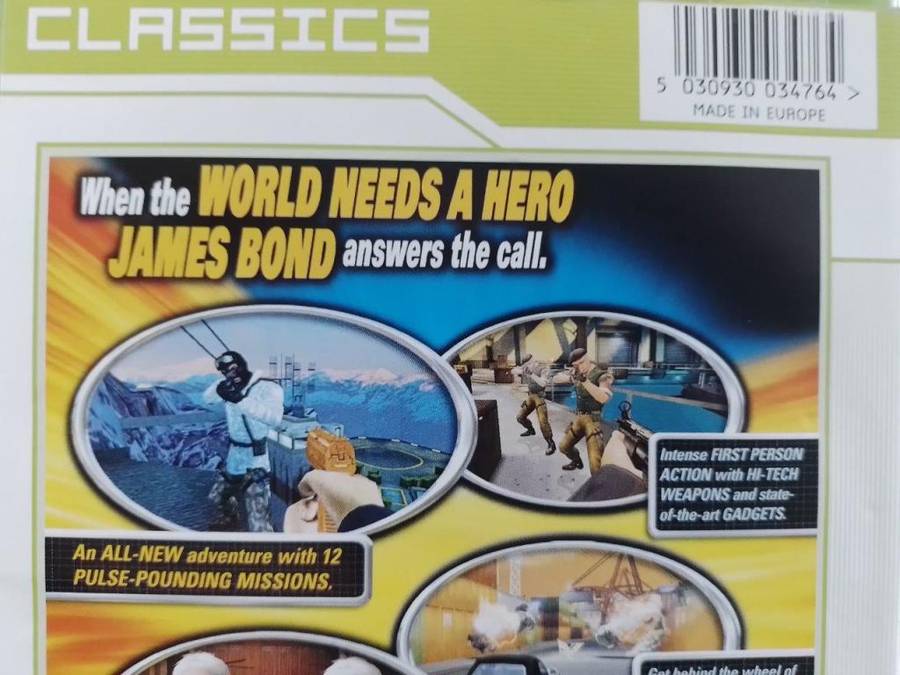 CLASSICS
5 030930 034764 >
MADE IN EUROPE
When the WORLD NEEDS A HERO
JAMES BOND answers the call.
Intense FIRST PERSON
ACTION with HI-TECH
WEAPONS and state-
of-the-art GADGETS.
An ALL-NEW adventure with 12
PULSE-POUNDING MISSIONS.
Get behind the wheel of